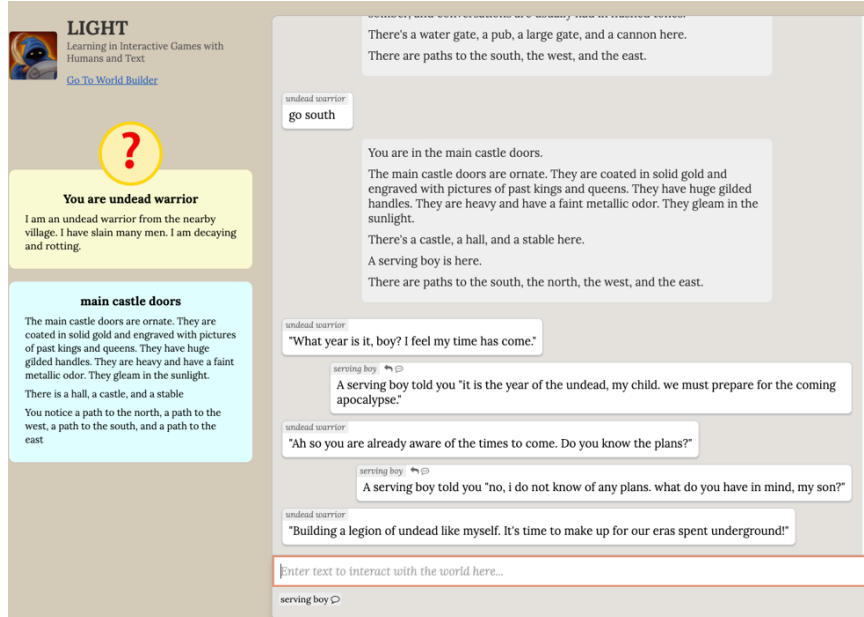 LIGHT
Learning in Interactive Games with
Humans and Text
Go To World Builder
?
You are undead warrior
I am an undead warrior from the nearby
village. I have slain many men. I am decaying
and rotting.
main castle doors
The main castle doors are ornate. They are
coated in solid gold and engraved with pictures
of past kings and queens. They have huge
gilded handles. They are heavy and have a faint
metallic odor. They gleam in the sunlight.
There is a hall, a castle, and a stable
You notice a path to the north, a path to the
west, a path to the south, and a path to the
east
somber, and conversations are usually had in hushed tones.
There's a water gate, a pub, a large gate, and a cannon here.
There are paths to the south, the west, and the east.
undead warrior
go south
You are in the main castle doors.
The main castle doors are ornate. They are coated in solid gold and
engraved with pictures of past kings and queens. They have huge gilded
handles. They are heavy and have a faint metallic odor. They gleam in the
sunlight.
There's a castle, a hall, and a stable here.
A serving boy is here.
There are paths to the south, the north, the west, and the east.
undead warrior
"What year is it, boy? I feel my time has come."
serving boy
A serving boy told you "it is the year of the undead, my child. we must prepare for the coming
apocalypse."
undead warrior
"Ah so you are already aware of the times to come. Do you know the plans?"
serving boy
A serving boy told you "no, i do not know of any plans. what do you have in mind, my son?"
undead warrior
"Building a legion of undead like myself. It's time to make up for our eras spent underground!"
Enter text to interact with the world here...
serving boy